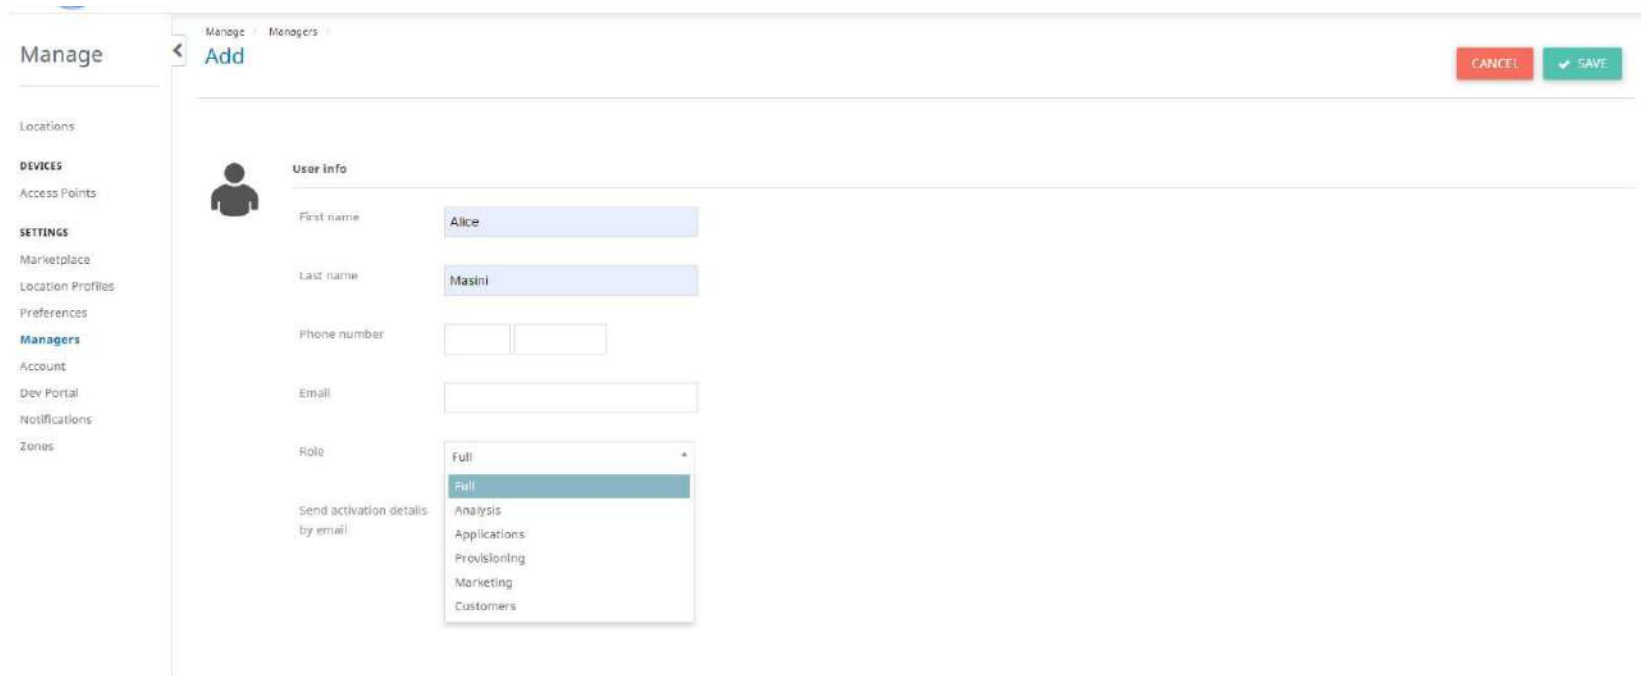 Manage
Locations
DEVICES
Access Points
SETTINGS
Marketplace
Location Profiles
Preferences
Managers
Account
Dev Portal
Notifications
Zones
Manage / Managers /
Add
CANCEL
SAVE
User info
First name
Alice
Last name
Masini
Phone number
Email
Role
Full
Full
Analysis
Applications
Provisioning
Marketing
Customers
Send activation details
by email